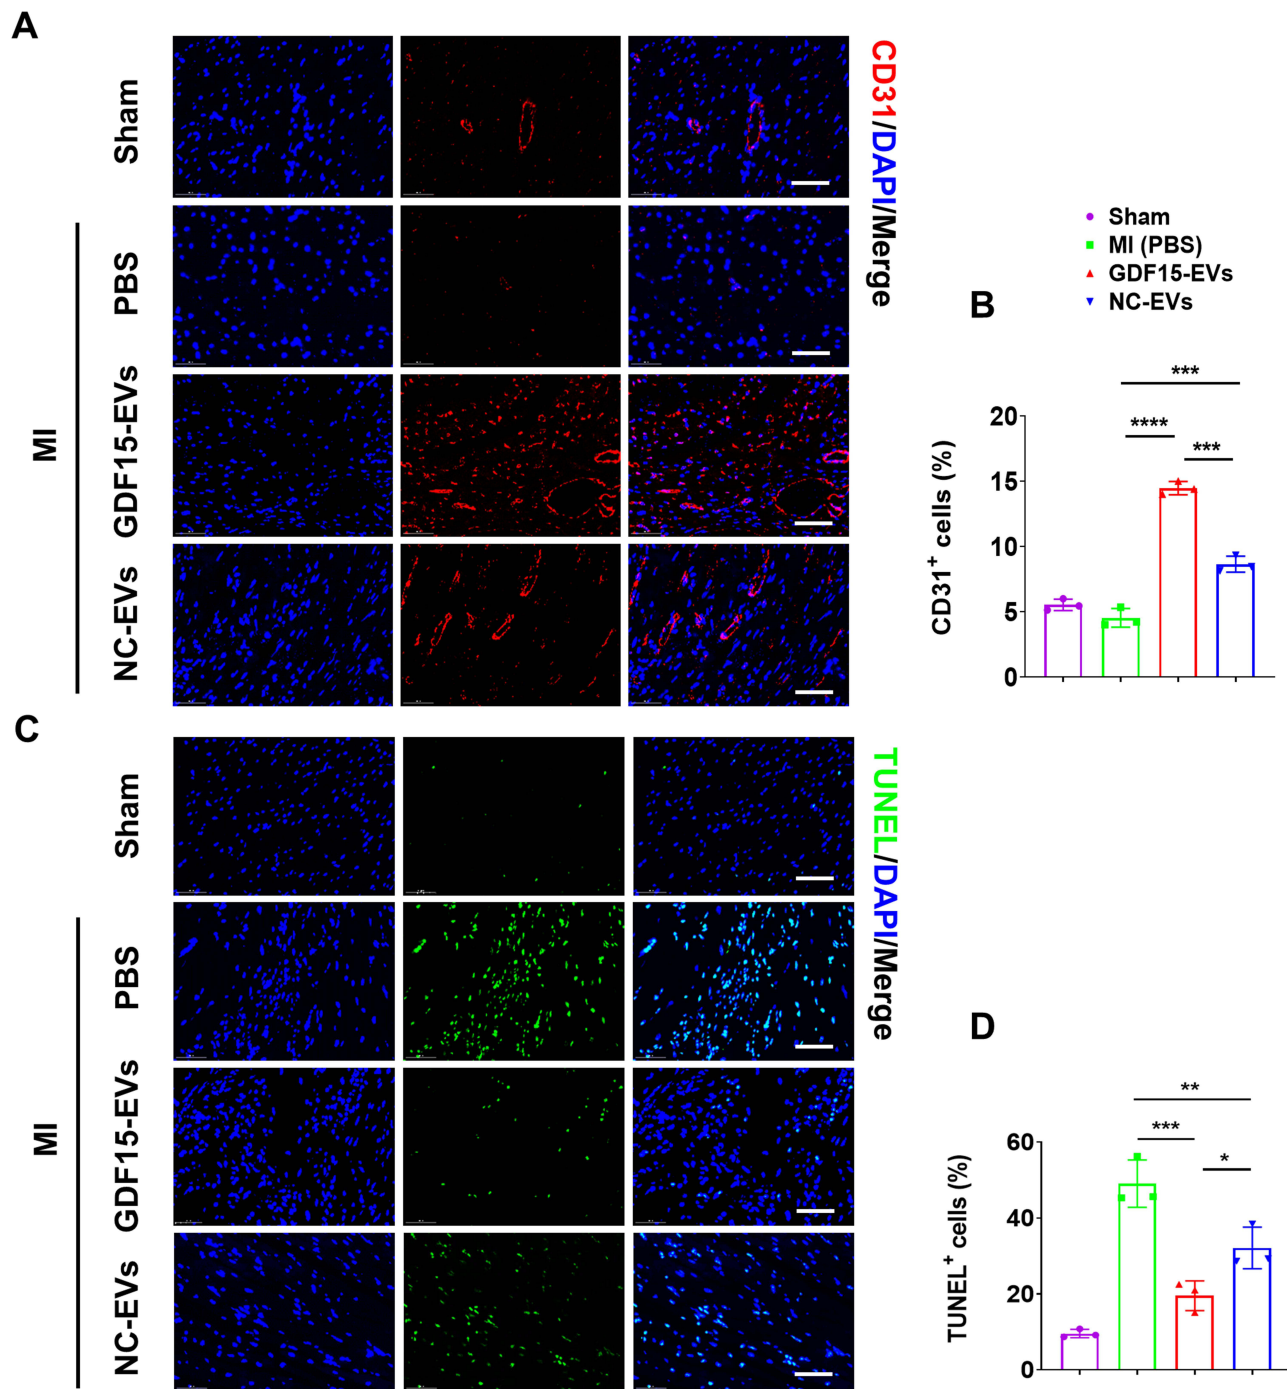 A
Sham
PBS
GDF15-EVs
NC-EVs
MI
CD31/DAPI/Merge
Sham
MI (PBS)
GDF15-EVs
NC-EVs
B
***
****
***
CD31+ cells (%)
20
15
10
5
0
C
Sham
PBS
GDF15-EVs
NC-EVs
MI
TUNEL/DAPI/Merge
D
**
***
*
TUNEL+ cells (%)
60
40
20
0